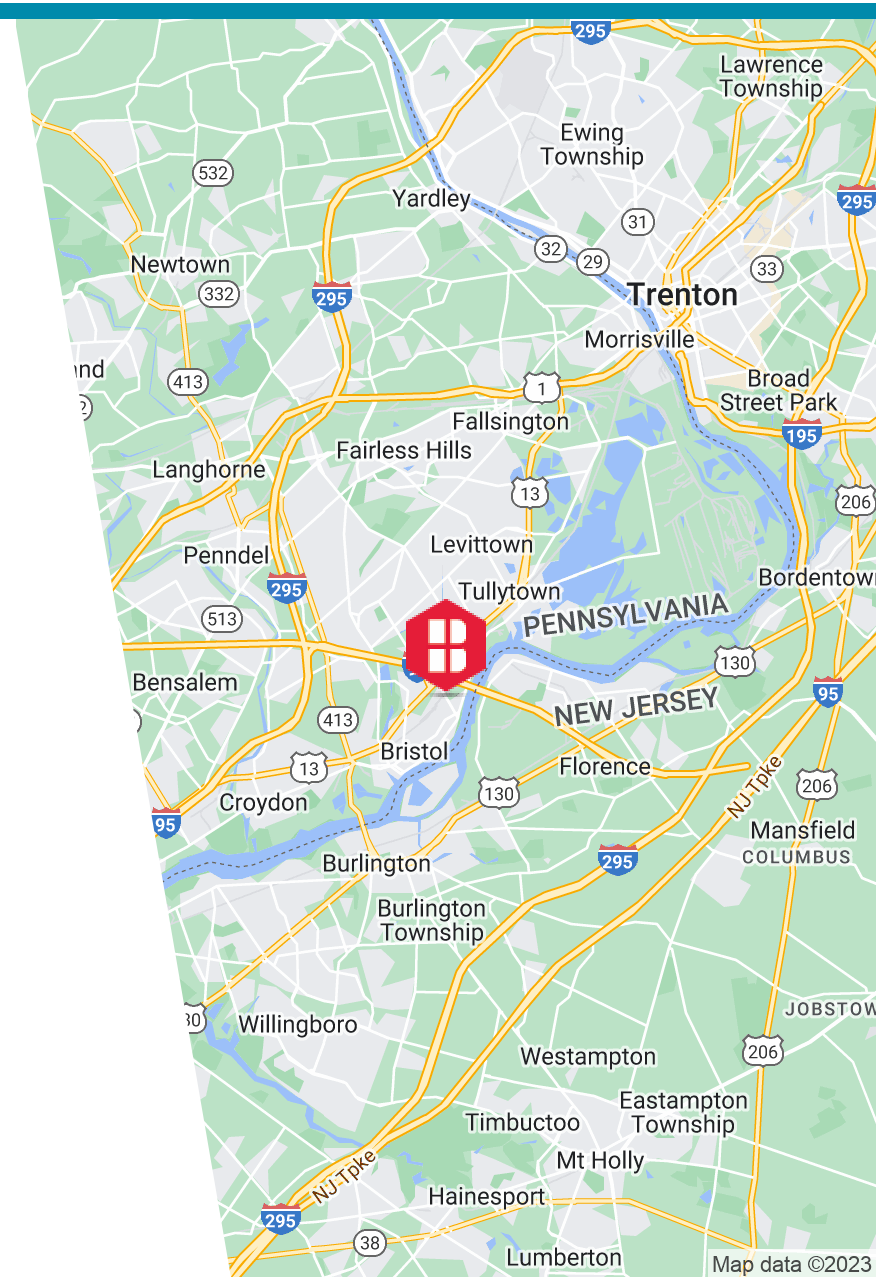 295
Lawrence
Township
Ewing
Township
532
Yardley
295
31
32
29
Newtown
33
332
295
Trenton
Morrisville
413
1
Broad
Street Park
Fallsington
195
Fairless Hills
Langhorne
13
206
Levittown
Penndel
Bordentown
295
Tullytown
PENNSYLVANIA
513
130
Bensalem
95
NEW JERSEY
413
Bristol
Florence
13
NJ Tpke
206
130
Croydon
95
Mansfield
COLUMBUS
Burlington
295
Burlington
Township
JOBSTOW
Willingboro
206
Westampton
Eastampton
Township
Timbuctoo
Mt Holly
NJ Tpke
Hainesport
295
38
Lumberton
Map data ©2023